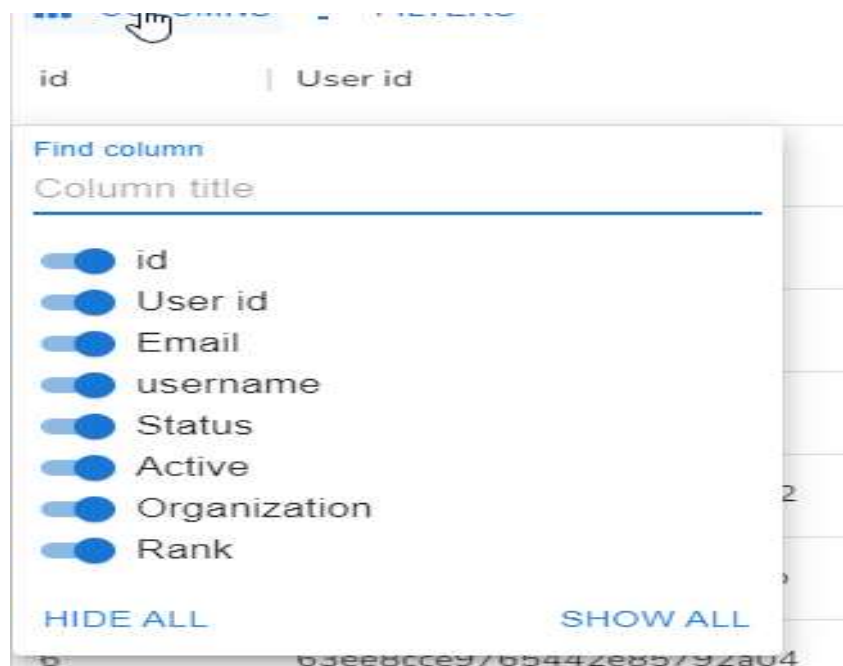 id | User id
Find column
Column title
id
User id
Email
username
Status
Active
Organization
Rank
HIDE ALL SHOW ALL